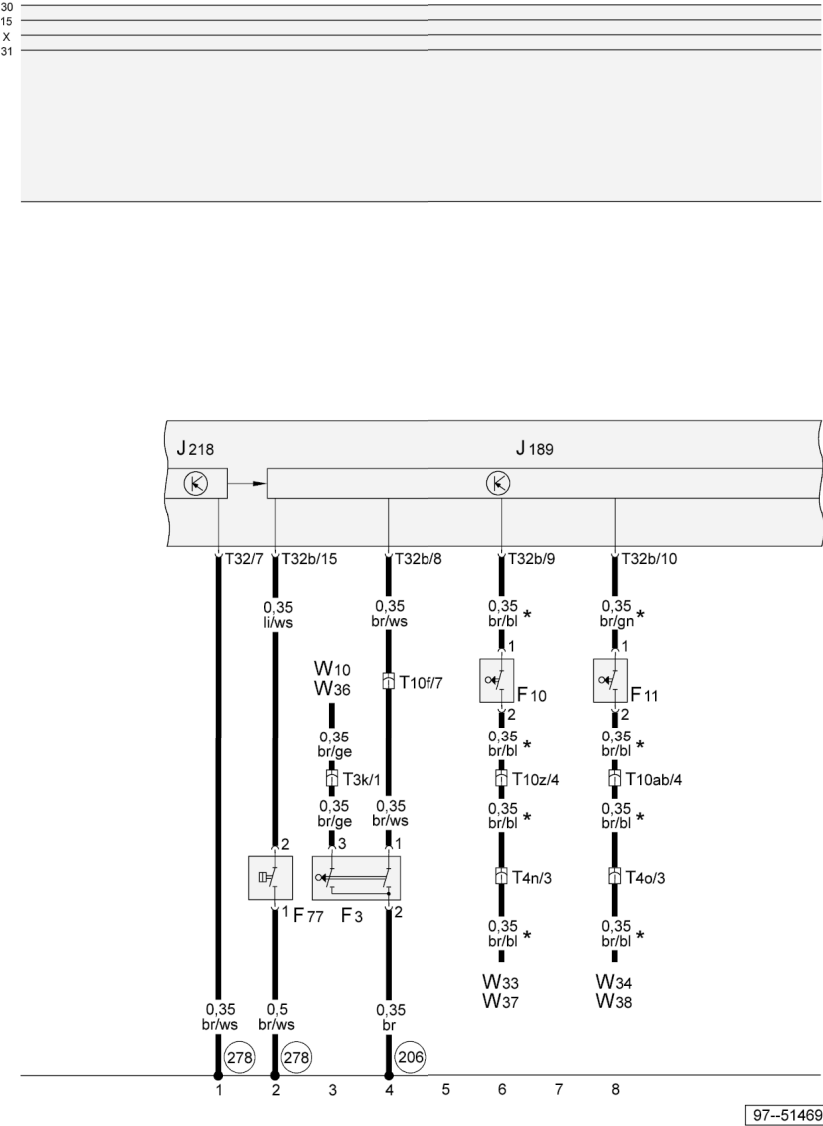 30
15
X
31
J 218
J 189
T32/7
T32b/15
T32b/8
T32b/9
T32b/10
0,35
li/ws
0,35
br/ws
0,35
br/bl *
0,35
br/gn *
1
1
W10
W36
T10f/7
F10
F11
2
2
0,35
br/ge
0,35
br/bl *
0,35
br/bl *
T3k/1
T10z/4
T10ab/4
0,35
br/ge
0,35
br/ws
0,35
br/bl *
0,35
br/bl *
2
3
1
T4n/3
T4o/3
1
F77
F3
2
0,35
br/bl *
0,35
br/bl *
W33
W37
W34
W38
0,35
br/ws
0,5
br/ws
0,35
br
278
278
206
1 2 3 4 5 6 7 8
97--51469